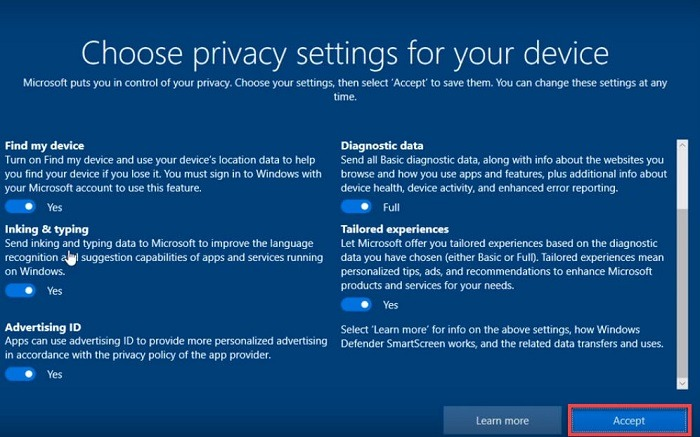 Choose privacy settings for your device
Microsoft puts you in control of your privacy. Choose your settings, then select 'Accept' to save them. You can change these settings at any
time.
Find my device
Turn on Find my device and use your device's location data to help
you find your device if you lose it. You must sign in to Windows with
your Microsoft account to use this feature.
Yes
Inking & typing
Send inking and typing data to Microsoft to improve the language
recognition suggestion capabilities of apps and services running
on Windows.
Yes
Advertising ID
Apps can use advertising ID to provide more personalized advertising
in accordance with the privacy policy of the app provider.
Yes
Diagnostic data
Send all Basic diagnostic data, along with info about the websites you
browse and how you use apps and features, plus additional info about
device health, device activity, and enhanced error reporting.
Full
Tailored experiences
Let Microsoft offer you tailored experiences based on the diagnostic
data you have chosen (either Basic or Full). Tailored experiences mean
personalized tips, ads, and recommendations to enhance Microsoft
products and services for your needs.
Yes
Select 'Learn more' for info on the above settings, how Windows
Defender SmartScreen works, and the related data transfers and uses.
Learn more
Accept